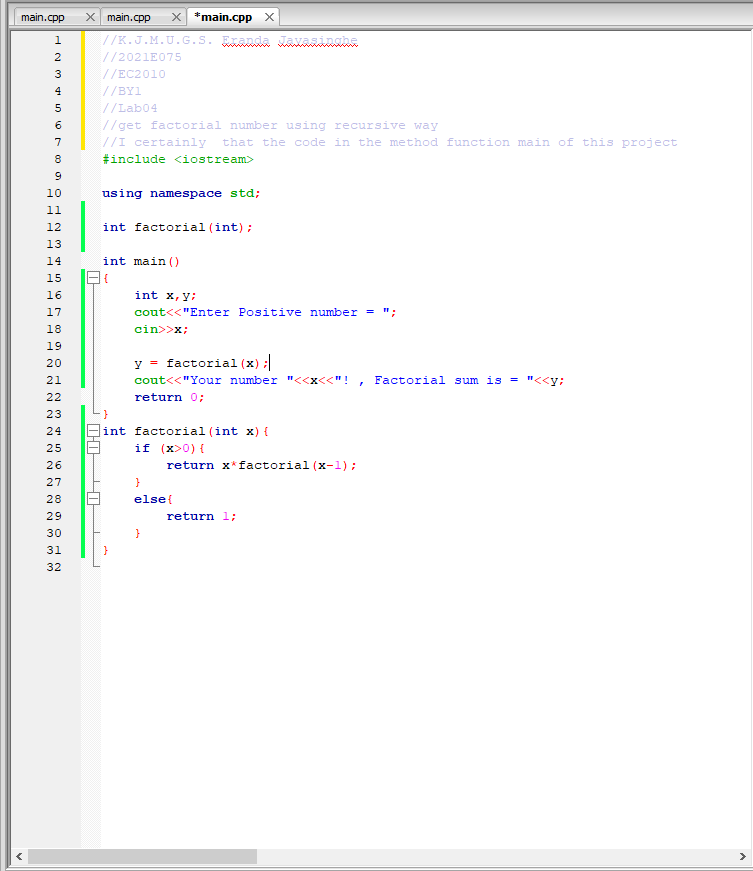 main.cpp main.cpp *main.cpp
1 //K.J.M.U.G.S. Eranda Jayasinghe
2 //2021E075
3 //EC2010
4 //BY1
5 //Lab04
6 //get factorial number using recursive way
7 //I certainly  that the code in the method function main of this project
8 #include <iostream>
9
10 using namespace std;
11
12 int factorial(int);
13
14 int main()
15 {
16     int x,y;
17     cout<<"Enter Positive number = ";
18     cin>>x;
19
20     y = factorial(x);
21     cout<<"Your number "<<x<<"! , Factorial sum is = "<<y;
22     return 0;
23 }
24 int factorial(int x){
25     if (x>0){
26         return x*factorial(x-1);
27     }
28     else{
29         return 1;
30     }
31 }
32